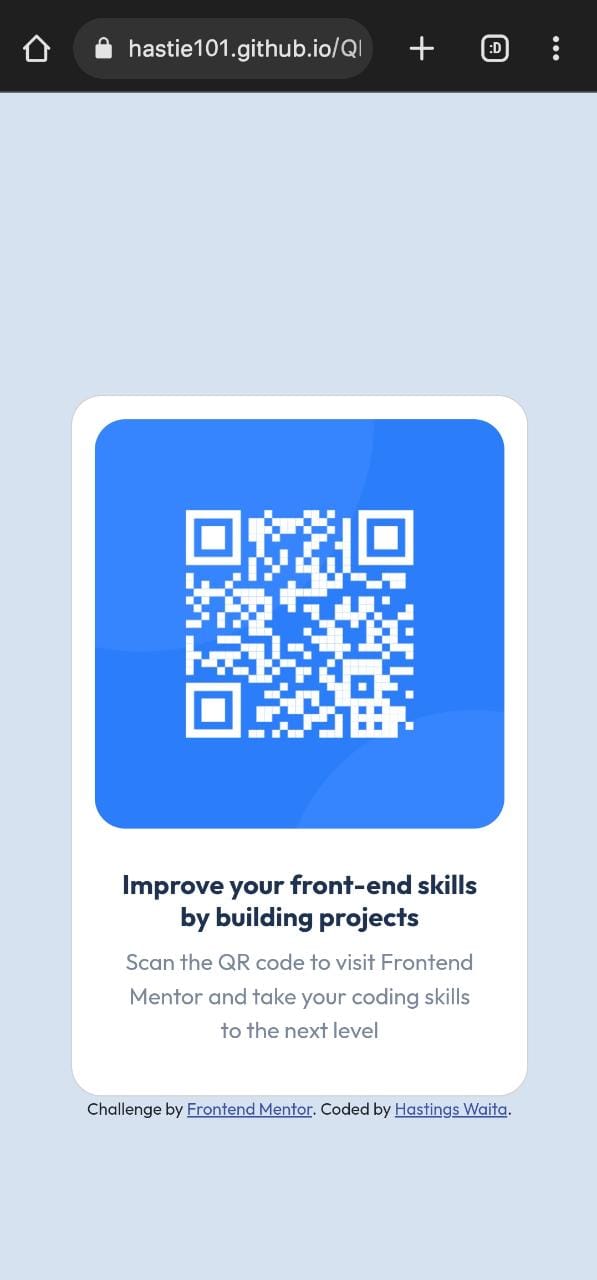 hastie101.github.io/Q
:D
Improve your front-end skills
by building projects
Scan the QR code to visit Frontend
Mentor and take your coding skills
to the next level
Challenge by Frontend Mentor. Coded by Hastings Waita.